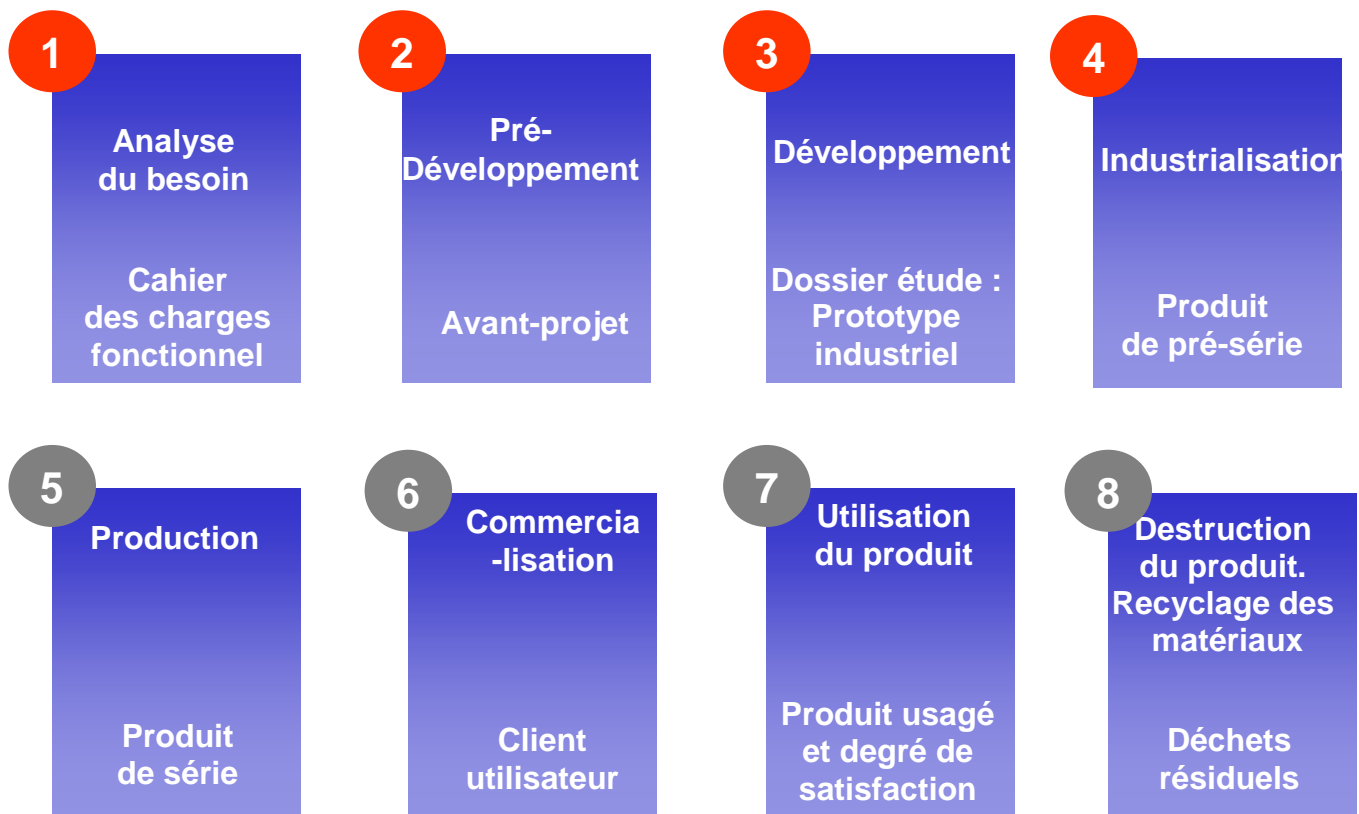 1
Analyse
du besoin
Cahier
des charges
fonctionnel
2
Pré-
Développement
Avant-projet
3
Développement
Dossier étude :
Prototype
industriel
4
Industrialisation
Produit
de pré-série
5
Production
Produit
de série
6
Commercia
-lisation
Client
utilisateur
7
Utilisation
du produit
Produit usagé
et degré de
satisfaction
8
Destruction
du produit.
Recyclage des
matériaux
Déchets
résiduels